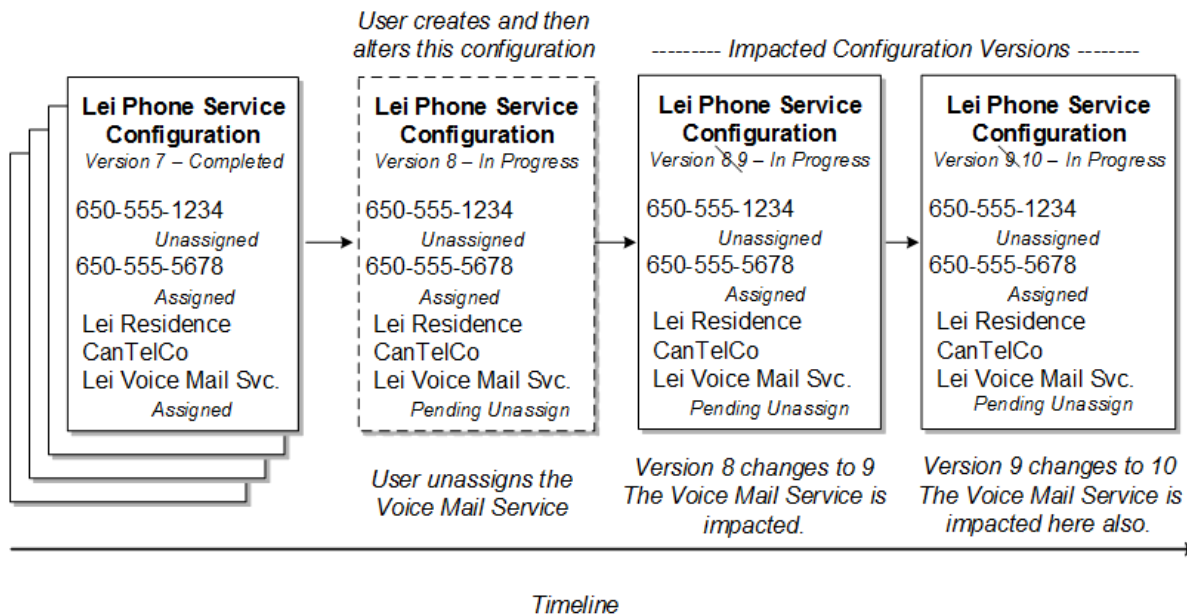 User creates and then
alters this configuration
--------- Impacted Configuration Versions -------
Lei Phone Service
Configuration
Version 7 – Completed
650-555-1234
Unassigned
650-555-5678
Assigned
Lei Residence
CanTelCo
Lei Voice Mail Svc.
Assigned
Lei Phone Service
Configuration
Version 8 – In Progress
650-555-1234
Unassigned
650-555-5678
Assigned
Lei Residence
CanTelCo
Lei Voice Mail Svc.
Pending Unassign
User unassigns the
Voice Mail Service
Lei Phone Service
Configuration
Version 8 9 – In Progress
650-555-1234
Unassigned
650-555-5678
Assigned
Lei Residence
CanTelCo
Lei Voice Mail Svc.
Pending Unassign
Version 8 changes to 9
The Voice Mail Service is
impacted.
Lei Phone Service
Configuration
Version 9 10 – In Progress
650-555-1234
Unassigned
650-555-5678
Assigned
Lei Residence
CanTelCo
Lei Voice Mail Svc.
Pending Unassign
Version 9 changes to 10
The Voice Mail Service is
impacted here also.
Timeline